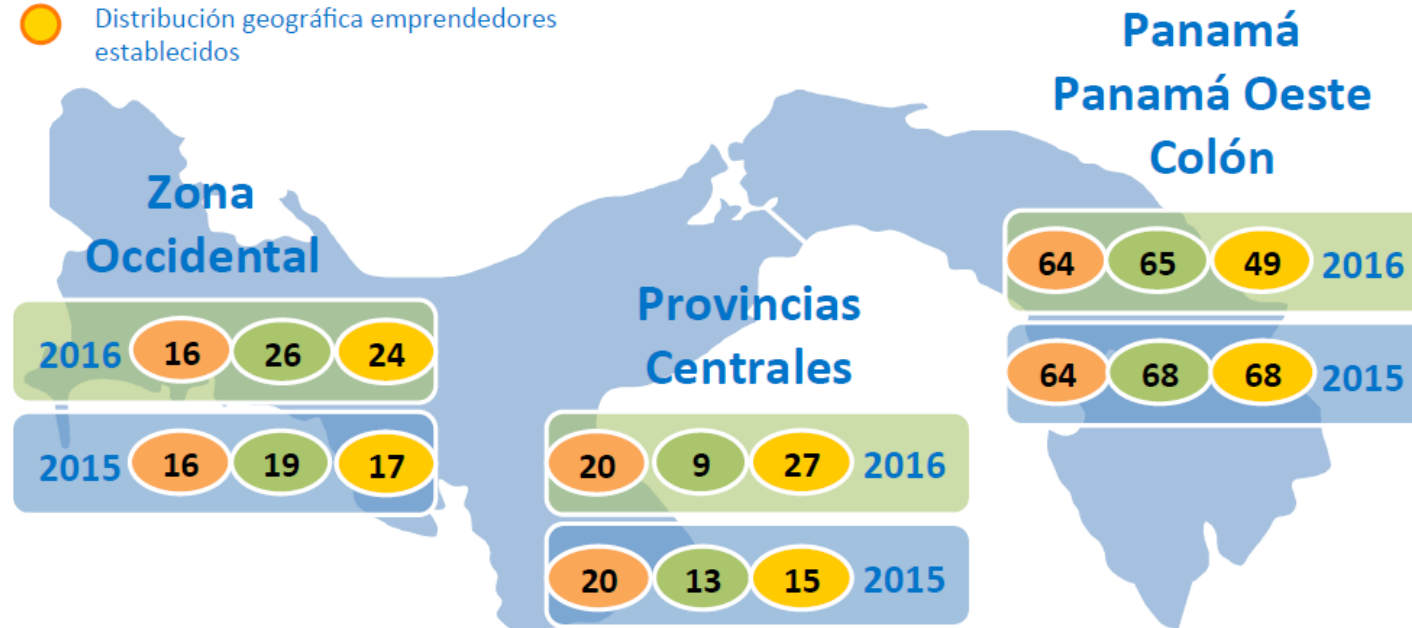 Distribución geográfica emprendedores
establecidos
Panamá
Panamá Oeste
Colón
64 65 49 2016
64 68 68 2015
Zona
Occidental
2016 16 26 24
2015 16 19 17
Provincias
Centrales
20 9 27 2016
20 13 15 2015